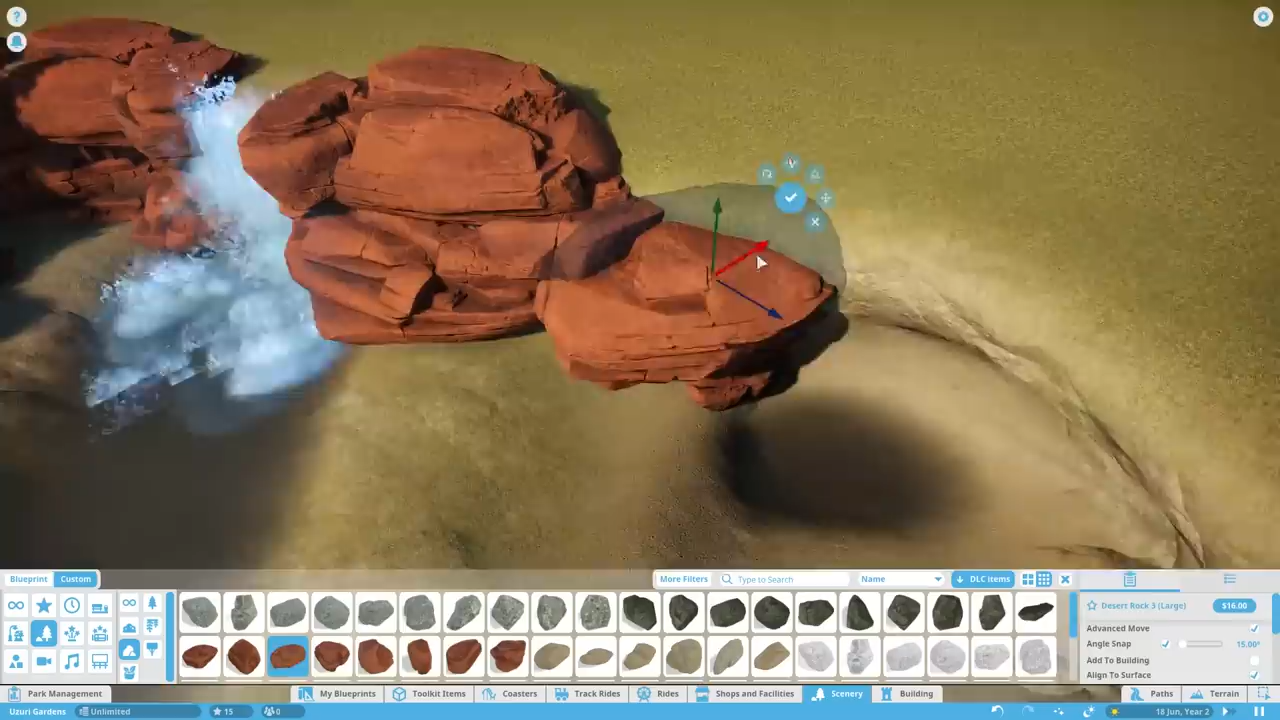 Blueprint
Custom
More Filters
Type to Search
Name
DLC Items
Desert Rock 3 (Large)
$16.00
Advanced Move
Angle Snap
15.00°
Add To Building
Align To Surface
Park Management
My Blueprints
Toolkit Items
Coasters
Track Rides
Rides
Shops and Facilities
Scenery
Building
Paths
Terrain
Uzuri Gardens
Unlimited
15
0
18 Jun, Year 2